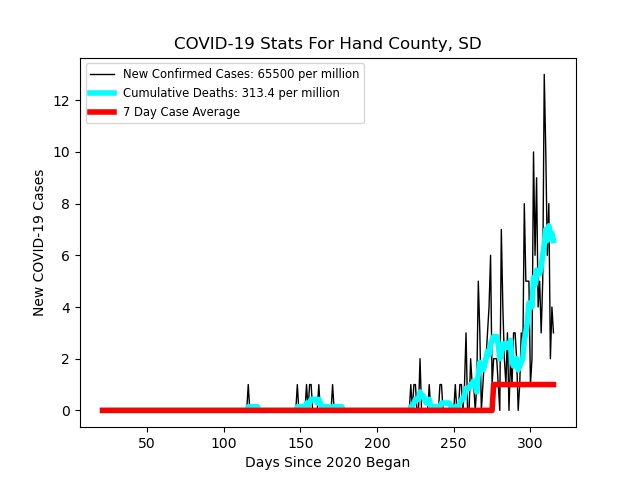 COVID-19 Stats For Hand County, SD
New Confirmed Cases: 65500 per million
Cumulative Deaths: 313.4 per million
7 Day Case Average
New COVID-19 Cases
12
10
8
6
4
2
0
50 100 150 200 250 300
Days Since 2020 Began